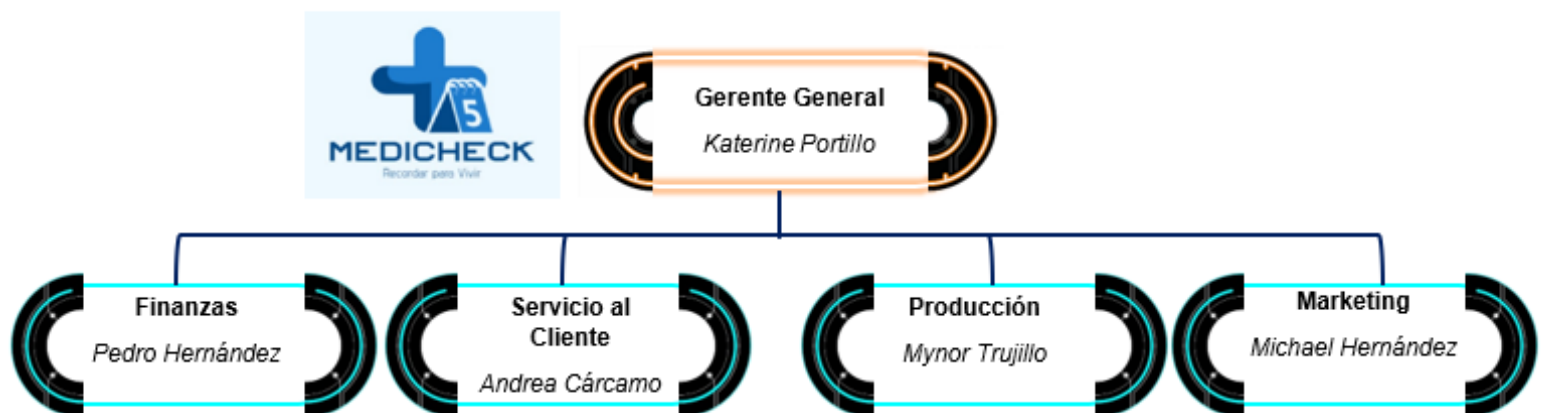 5
MEDICHECK
Recordar para Vivir
Gerente General
Katerine Portillo
Finanzas
Pedro Hernández
Servicio al
Cliente
Andrea Cárcamo
Producción
Mynor Trujillo
Marketing
Michael Hernández